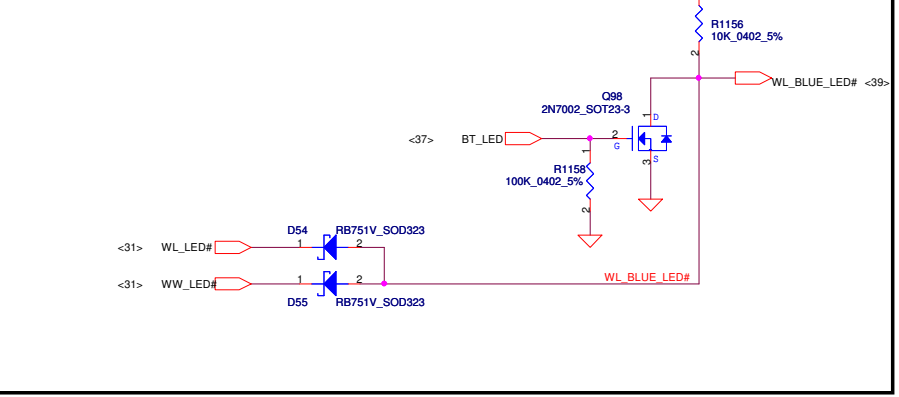 R1156
10K_0402_5%
2
WL_BLUE_LED# <39>
Q98
2N7002_SOT23-3
1
D
<37> BT_LED
2
G
S
3
1
R1158
100K_0402_5%
2
D54 RB751V_SOD323
<31> WL_LED# 1 2
<31> WW_LED# 1 2
WL_BLUE_LED#
D55 RB751V_SOD323